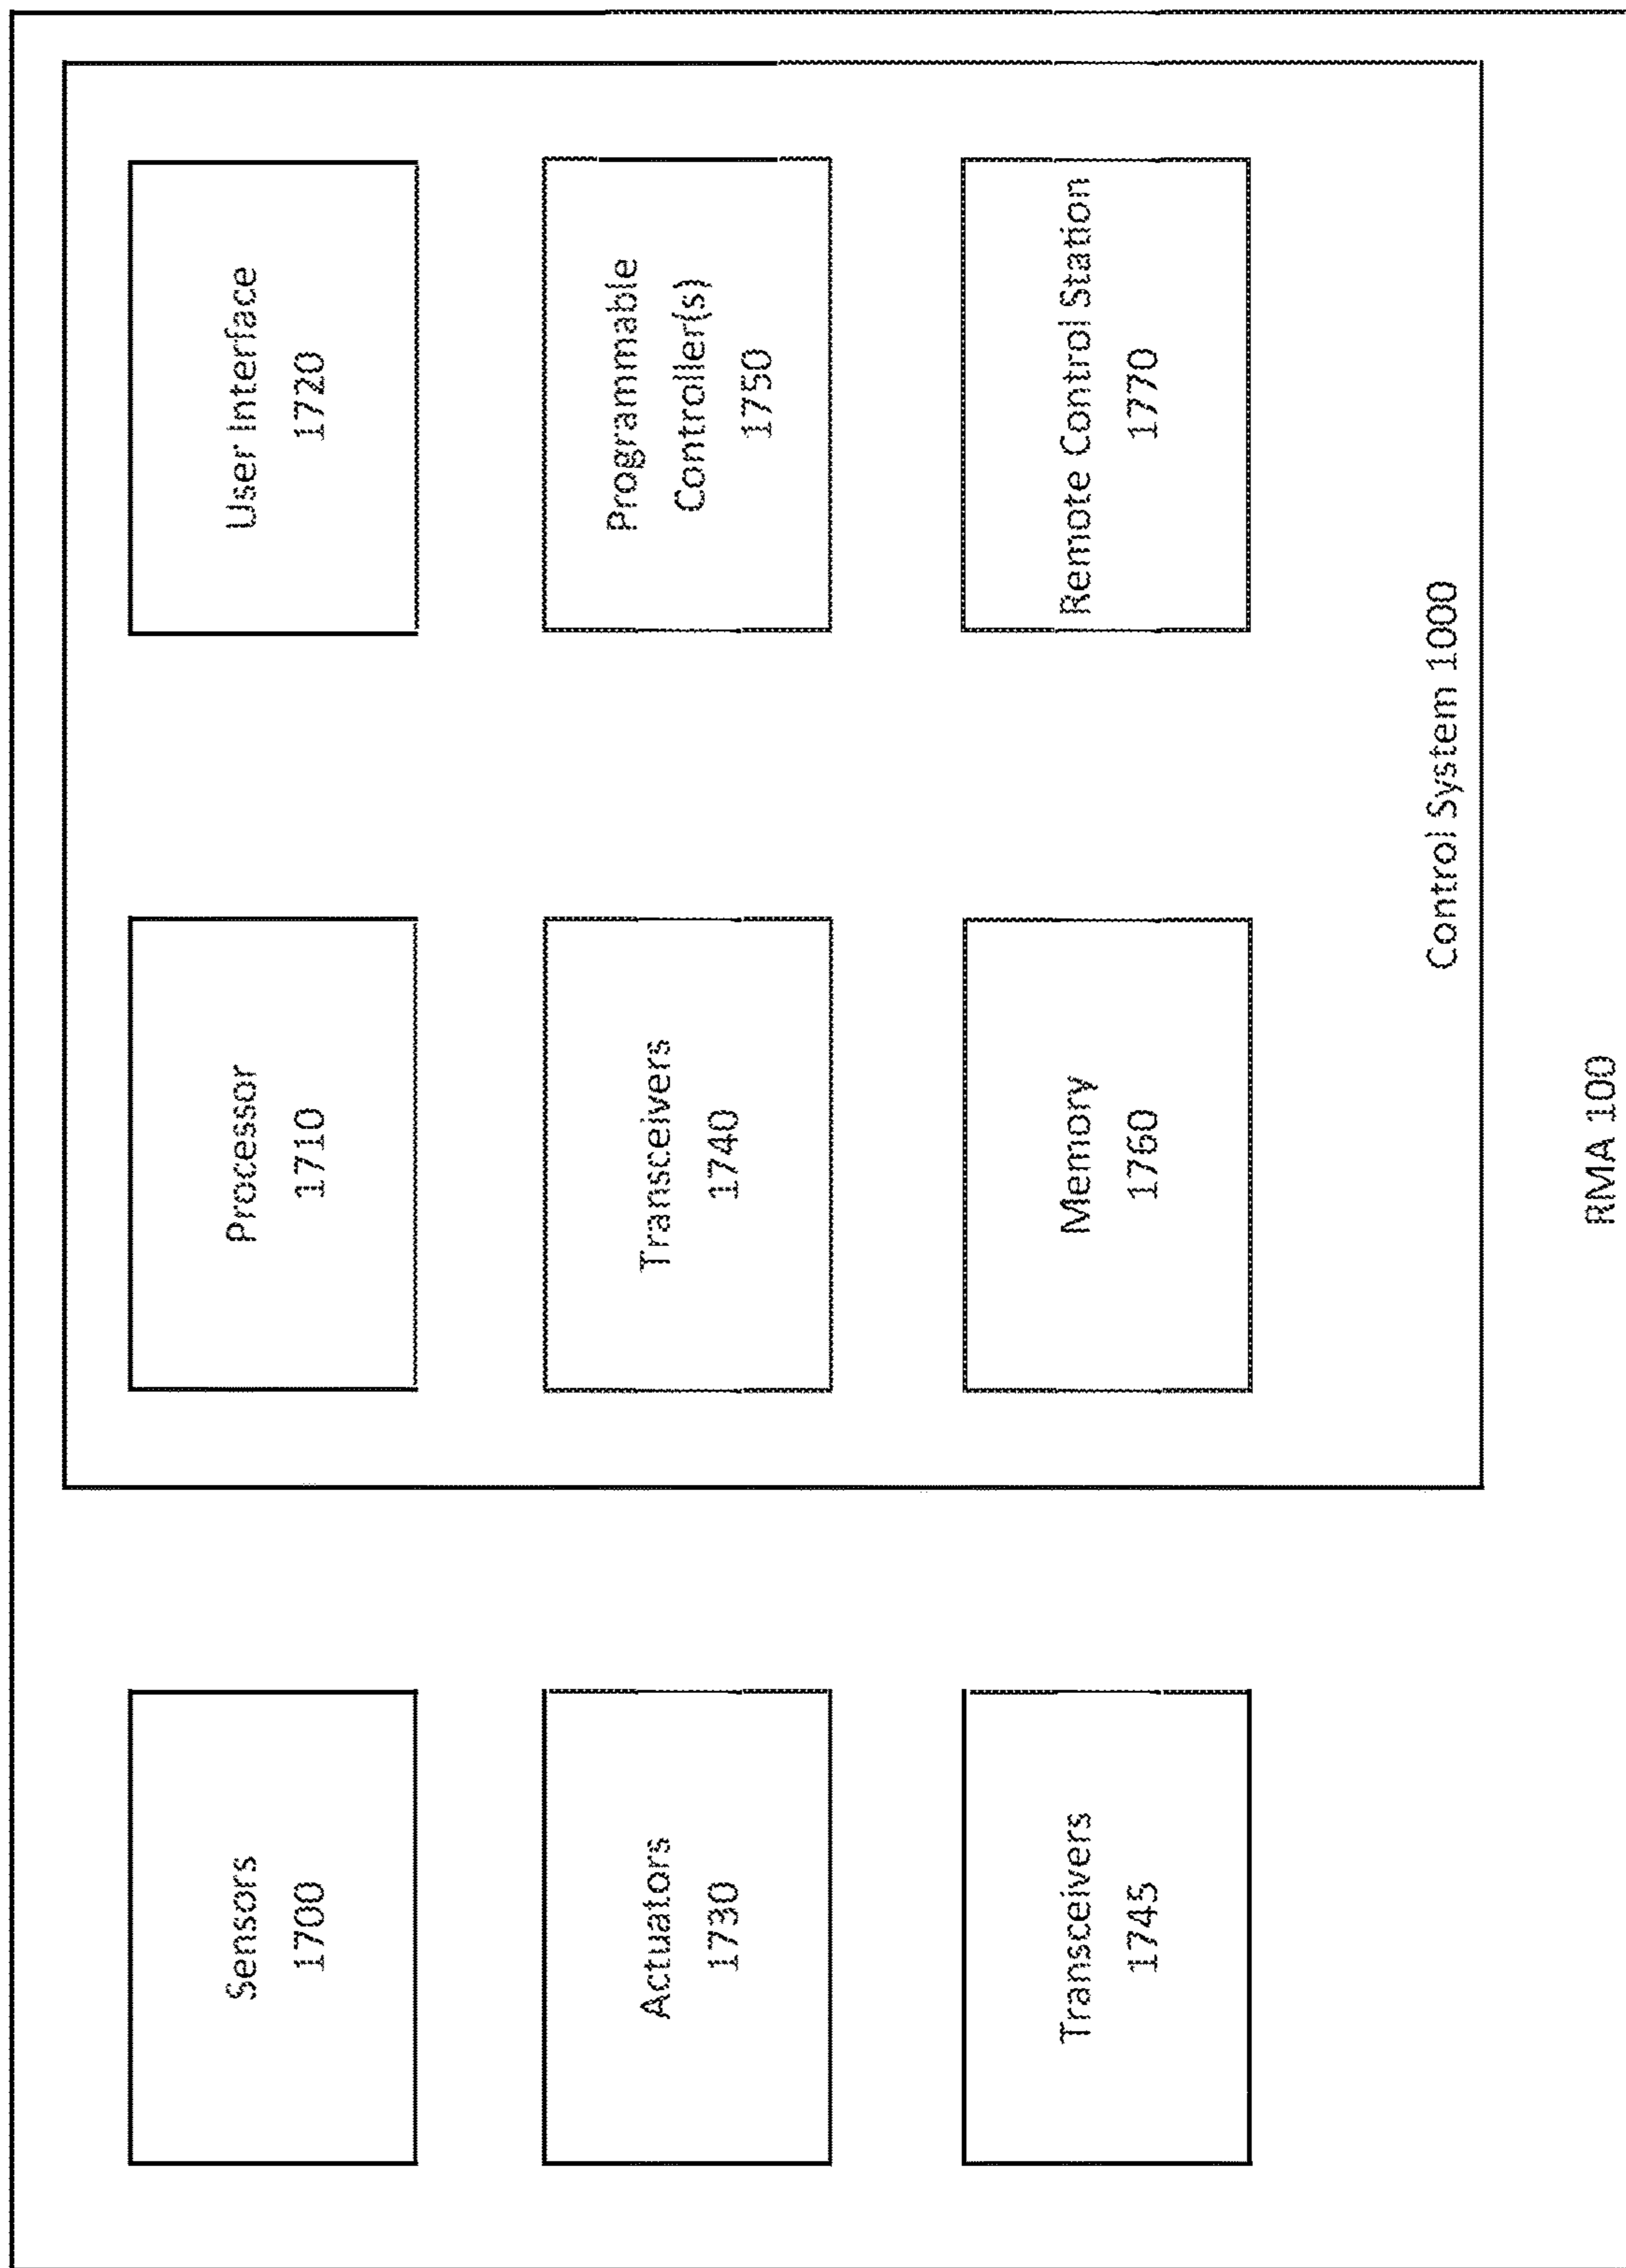 Sensors
1700
Processor
1710
User Interface
1720
Actuators
1730
Transceivers
1740
Programmable
Controller(s)
1750
Transceivers
1745
Memory
1760
Remote Control Station
1770
Control System 1000
RMA 100